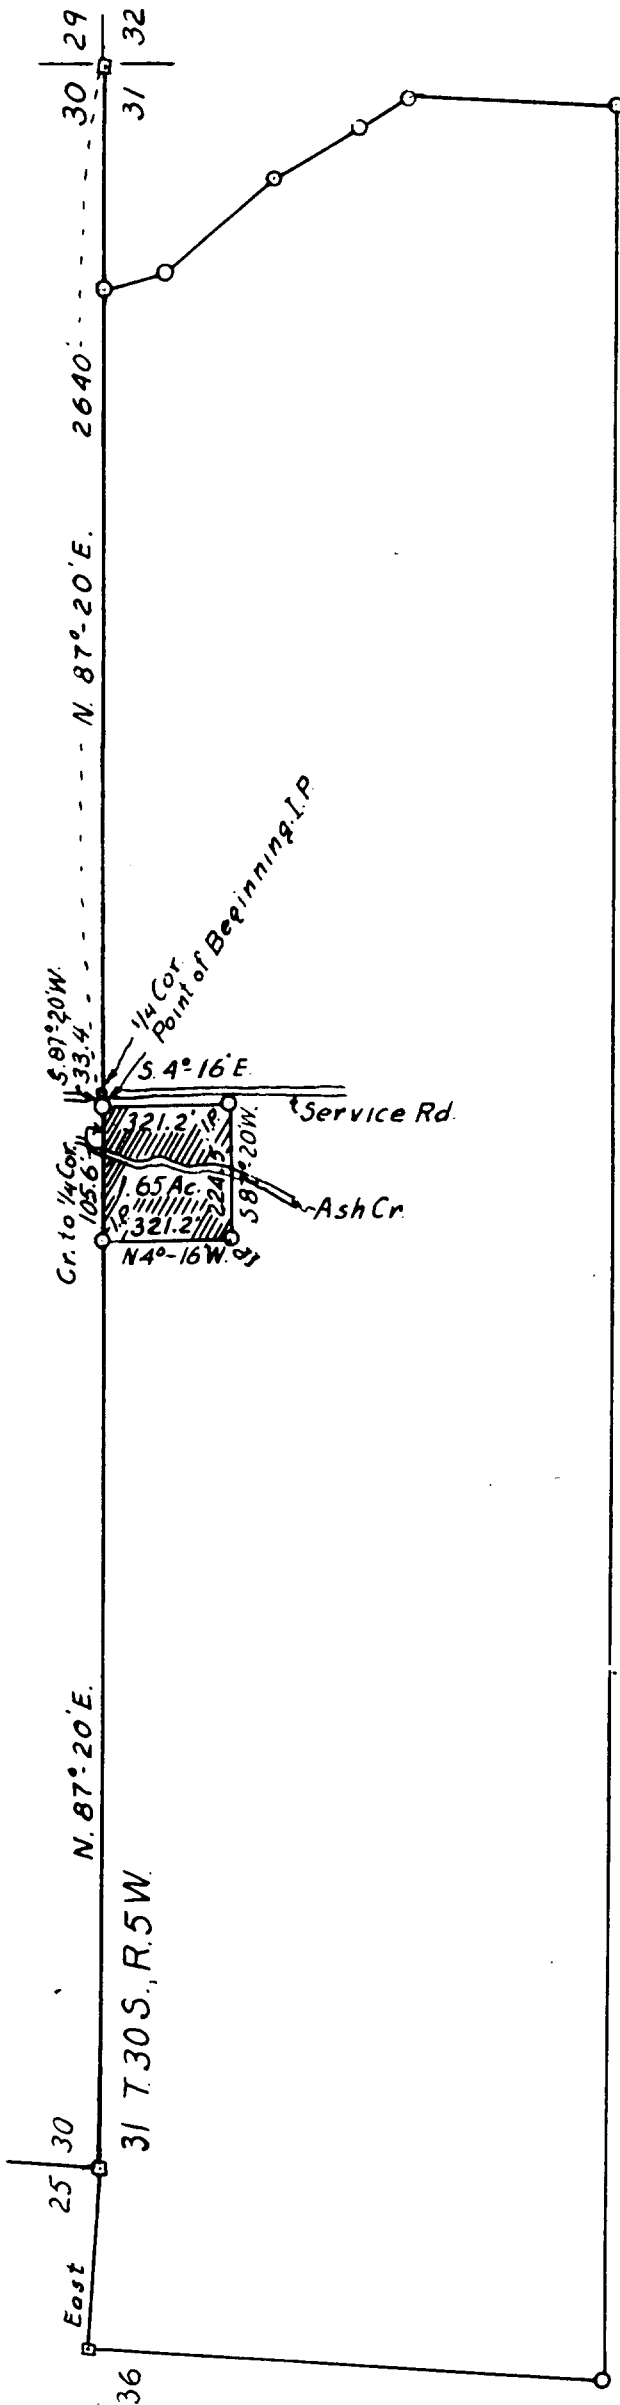 29
32
30
31
2640'
N. 87°-20'E.
S. 87°-20'W.
33.4
1/4 Cor.
Point of Beginning. I.P.
S. 4°-16'E.
Service Rd.
Cr. to 1/4 Cor.
105.6'
321.2'
I.P.
.65 Ac.
224.5'
S 87°-20'W.
Ash Cr.
I.P.
321.2'
N 4°-16'W.
N. 87°-20'E.
31 T.30 S., R.5 W.
30
25
East
36